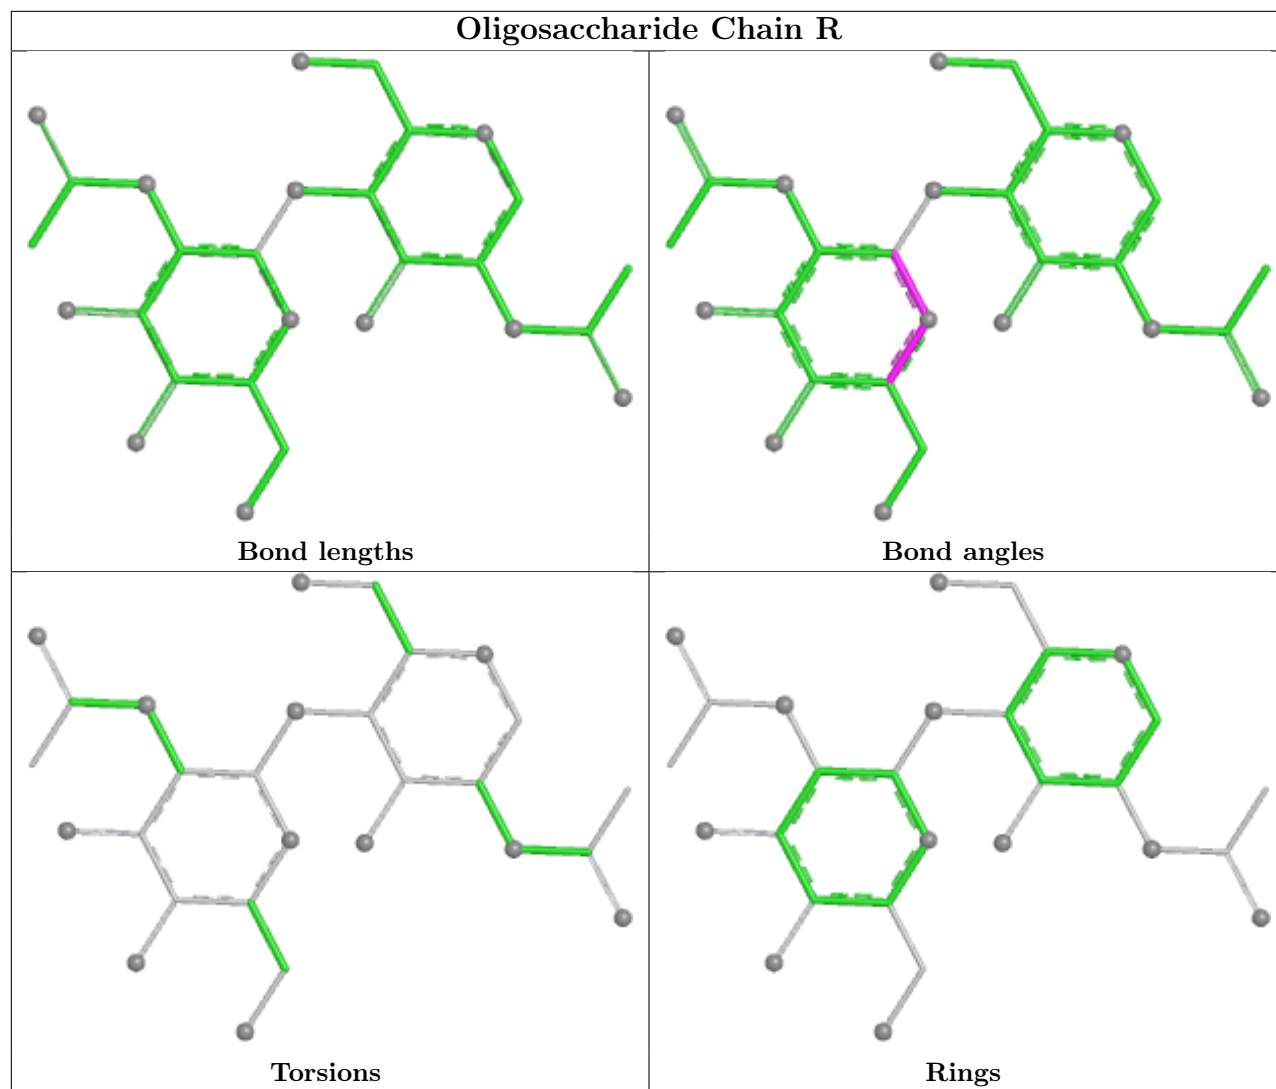 Oligosaccharide Chain R
Bond lengths
Bond angles
Torsions
Rings